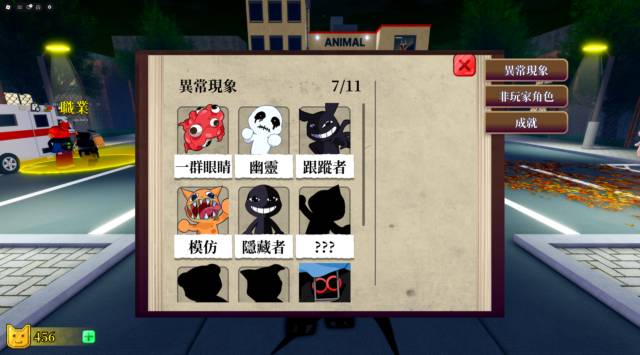 ANIMAL
異常現象 7/11
一群眼睛 幽靈 跟蹤者
模仿 隱藏者 ???
異常現象
非玩家角色
成就
職業
456